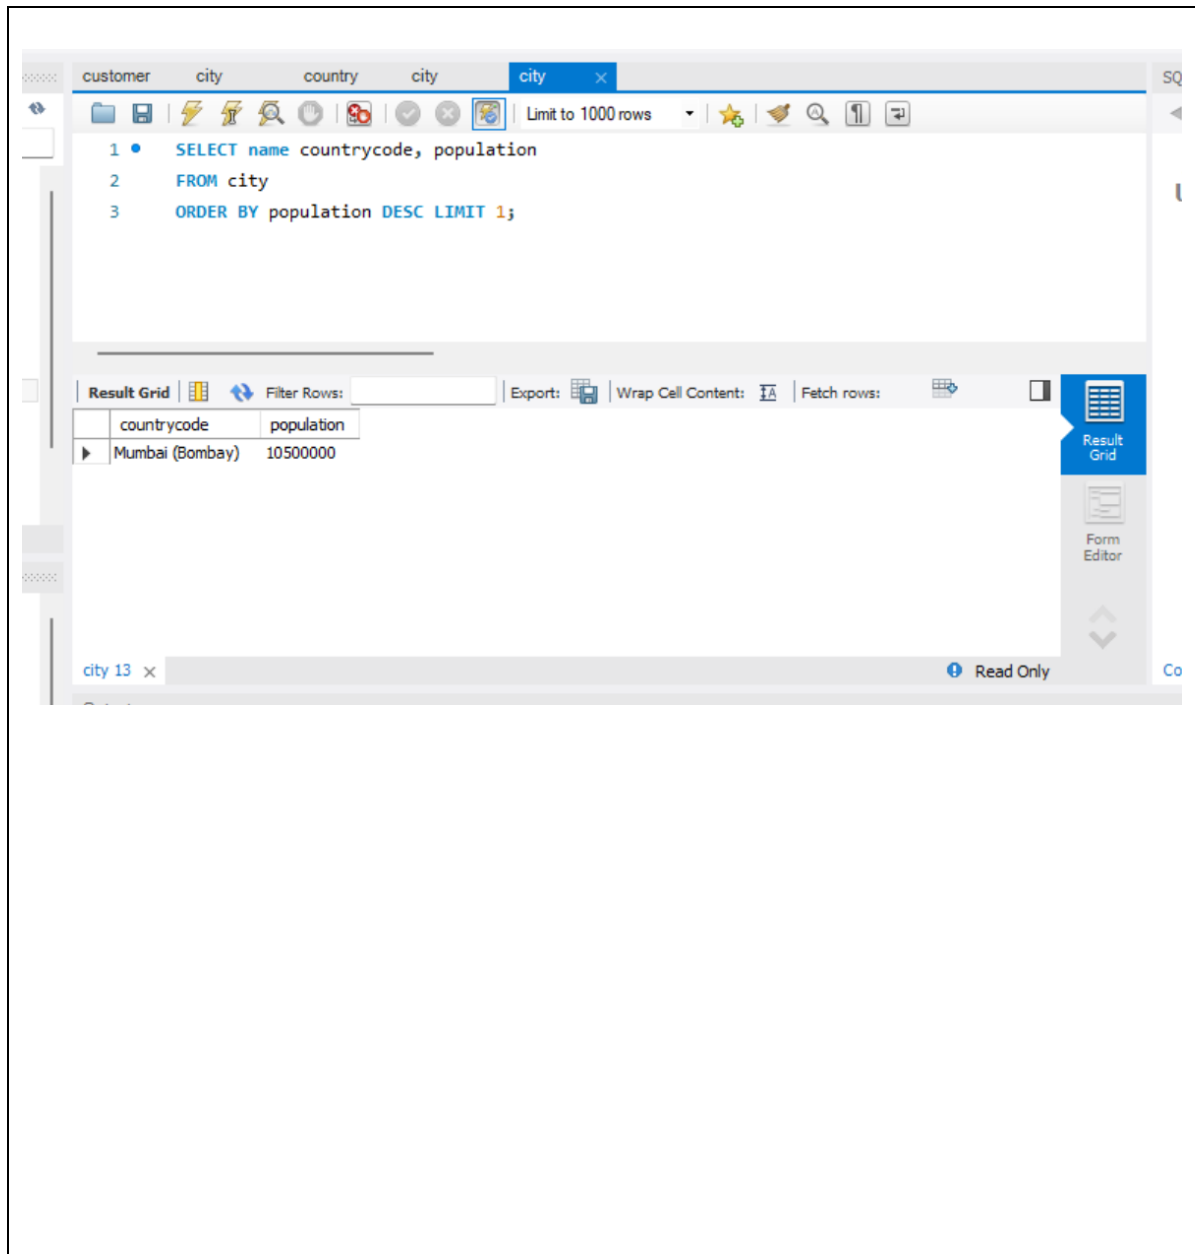 customer city country city city SQ
Limit to 1000 rows
1 SELECT name countrycode, population
2 FROM city
3 ORDER BY population DESC LIMIT 1;
Result Grid Filter Rows: Export: Wrap Cell Content: Fetch rows:
countrycode population
Mumbai (Bombay) 10500000
Result
Grid
Form
Editor
city 13 Read Only Co